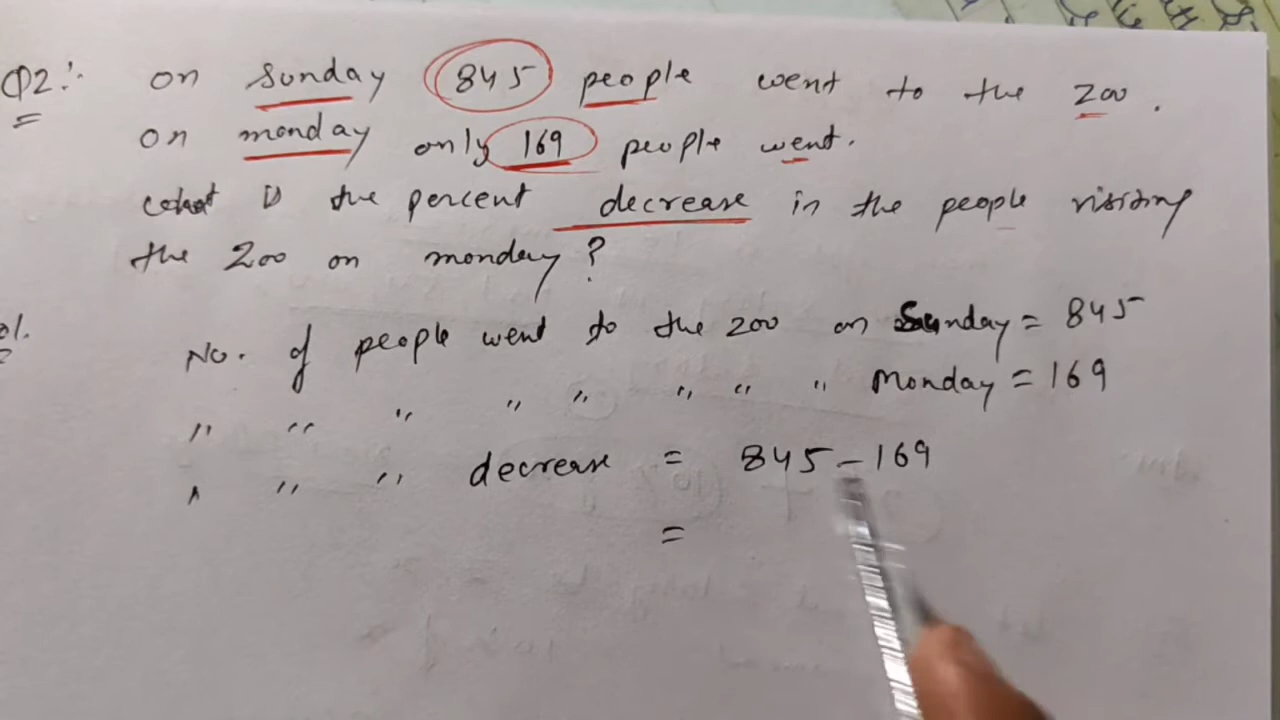 Q2:. on Sunday 845 people went to the zoo.
on monday only 169 people went.
what is the percent decrease in the people visiting
the zoo on monday?
ol. No. of people went to the zoo on Sunday = 845
" " " " " " " " Monday = 169
" " " decrease = 845 - 169
=